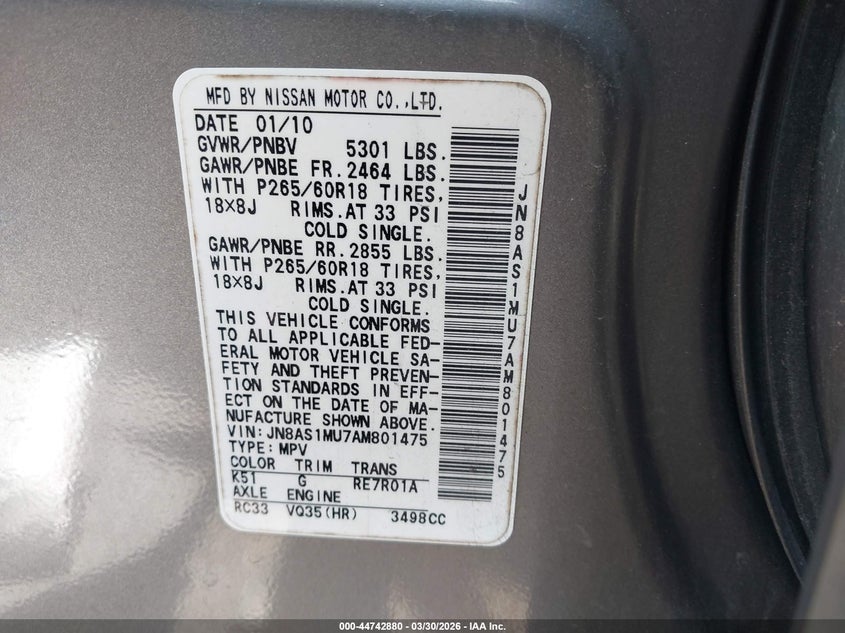 MFD BY NISSAN MOTOR CO.,LTD.
DATE 01/10
GVWR/PNBV 5301 LBS.
GAWR/PNBE FR. 2464 LBS.
WITH P265/60R18 TIRES,
18×8J RIMS. AT 33 PSI
COLD SINGLE.
GAWR/PNBE RR. 2855 LBS.
WITH P265/60R18 TIRES,
18×8J RIMS. AT 33 PSI
COLD SINGLE.
THIS VEHICLE CONFORMS
TO ALL APPLICABLE FED-
ERAL MOTOR VEHICLE SA-
FETY AND THEFT PREVEN-
TION STANDARDS IN EFF-
ECT ON THE DATE OF MA-
NUFACTURE SHOWN ABOVE.
VIN:JN8AS1MU7AM801475
TYPE: MPV
COLOR TRIM TRANS
K51 G RE7R01A
AXLE ENGINE
RC33 VQ35(HR) 3498CC
JN8AS1MU7AM801475
000-44742880 - 03/30/2026 - IAA Inc.